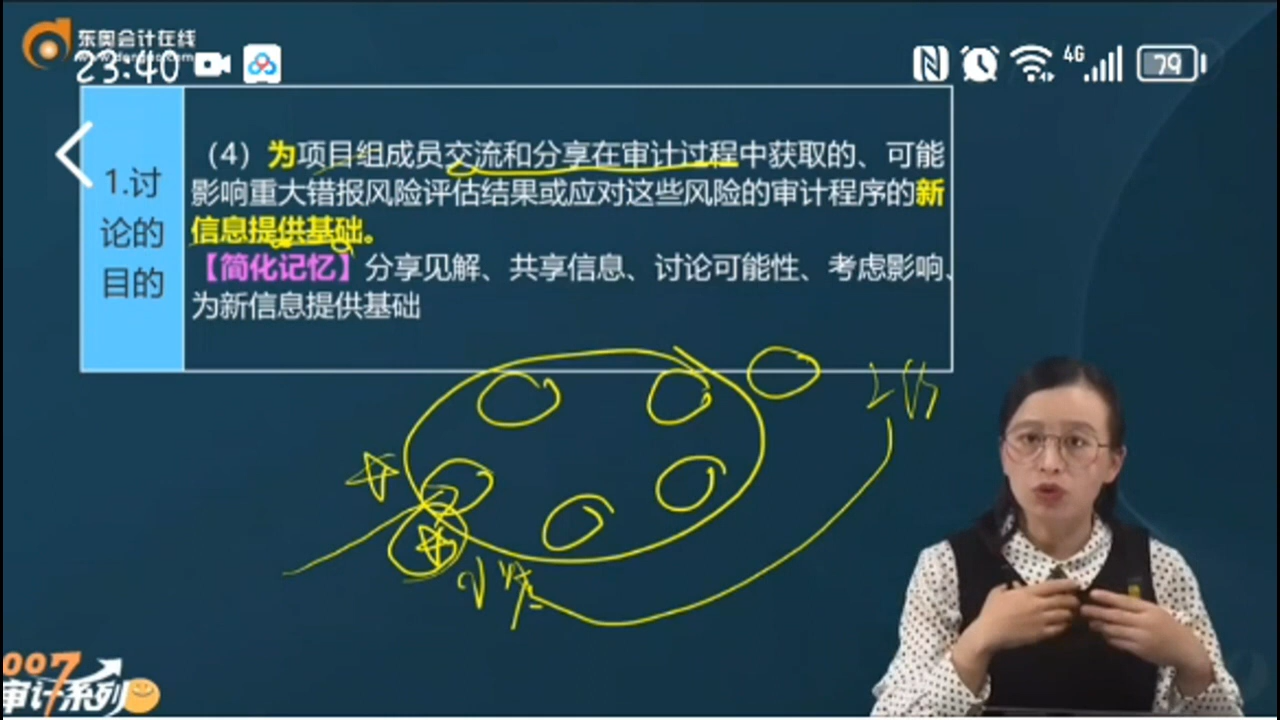 东奥会计在线
23:40
4G
79
1.讨
论的
目的
（4）为项目组成员交流和分享在审计过程中获取的、可能
影响重大错报风险评估结果或应对这些风险的审计程序的新
信息提供基础。
【简化记忆】分享见解、共享信息、讨论可能性、考虑影响、
为新信息提供基础
007
审计系列